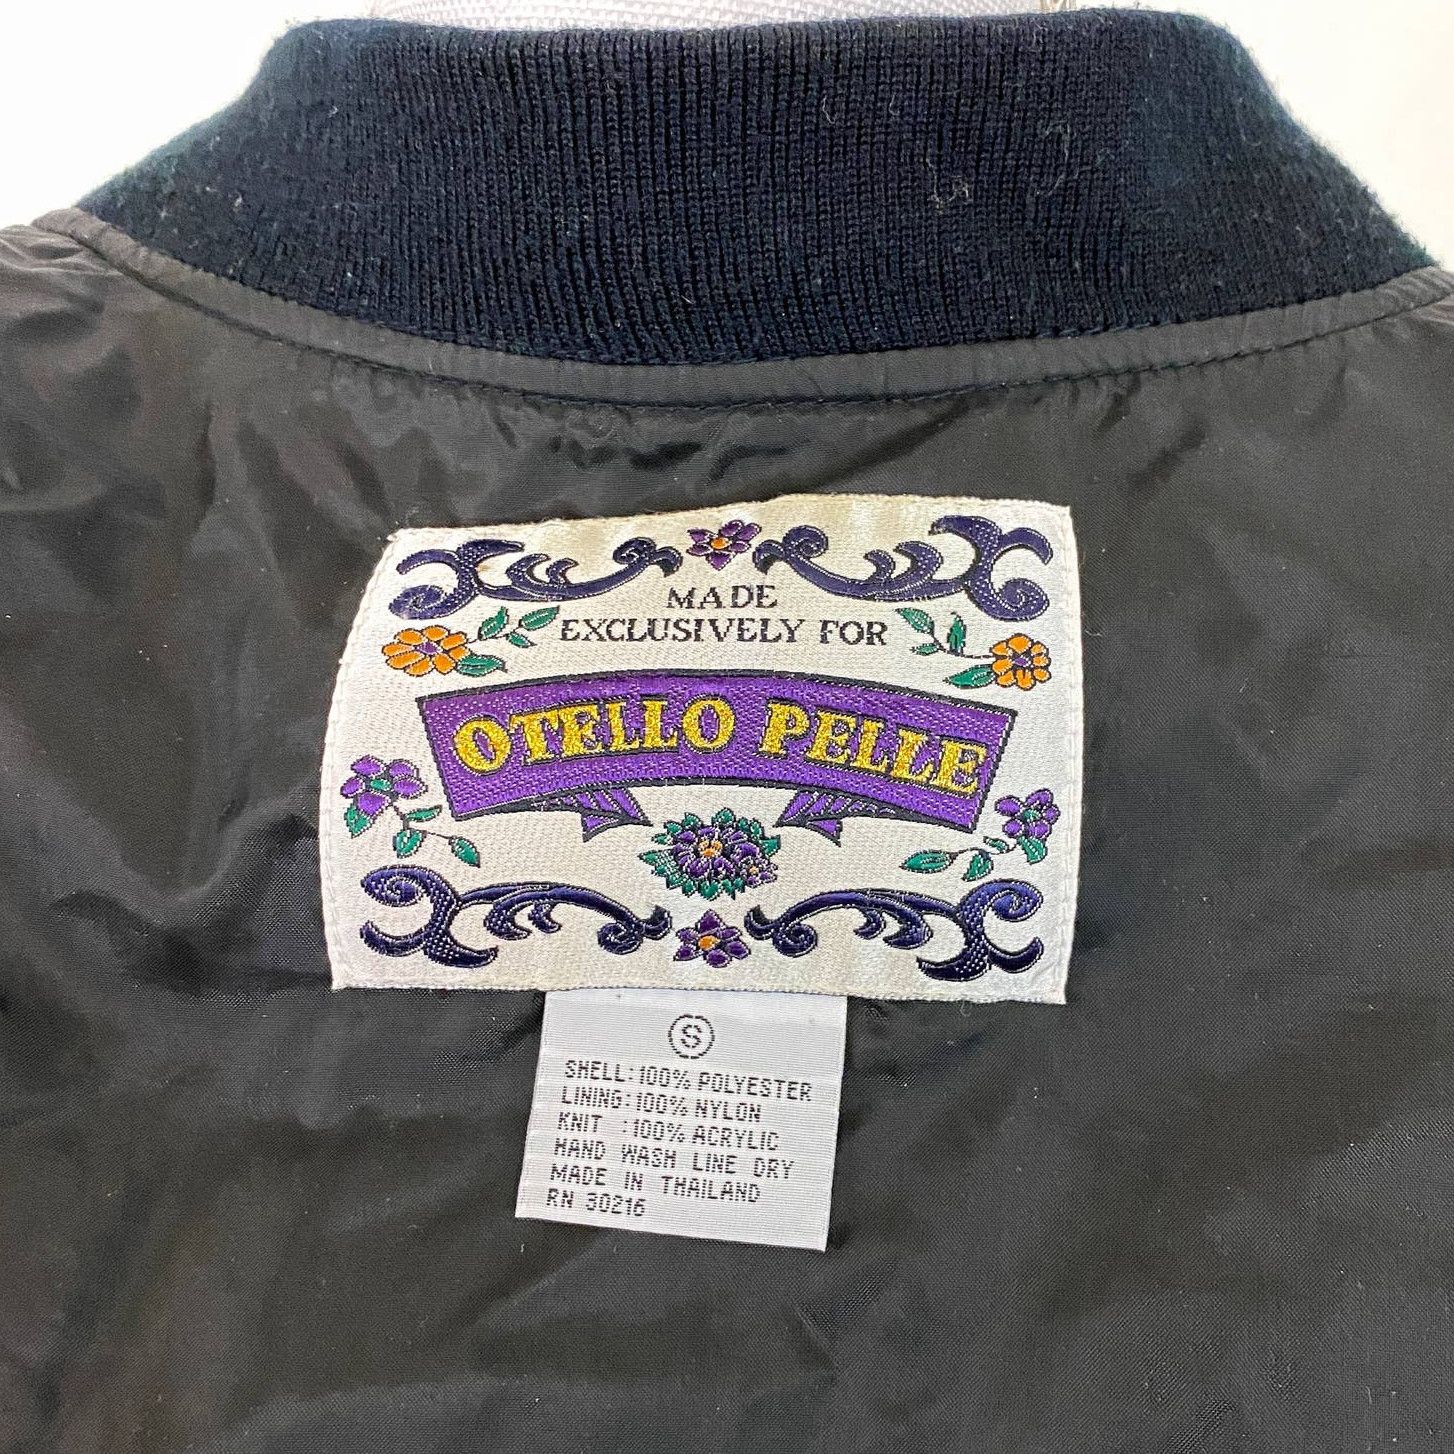 MADE
EXCLUSIVELY FOR
OTELLO PELLE
S
SHELL:100% POLYESTER
LINING:100% NYLON
KNIT :100% ACRYLIC
HAND WASH LINE DRY
MADE IN THAILAND
RN 30216